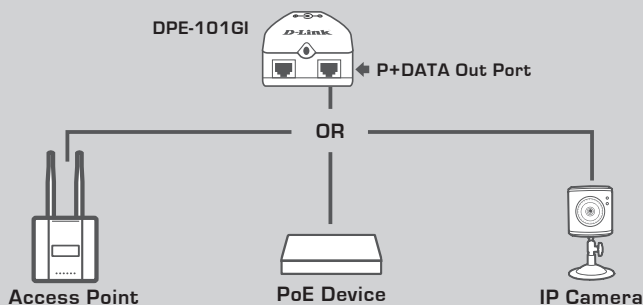 DPE-101GI
D-Link
P+DATA Out Port
OR
Access Point
PoE Device
IP Camera